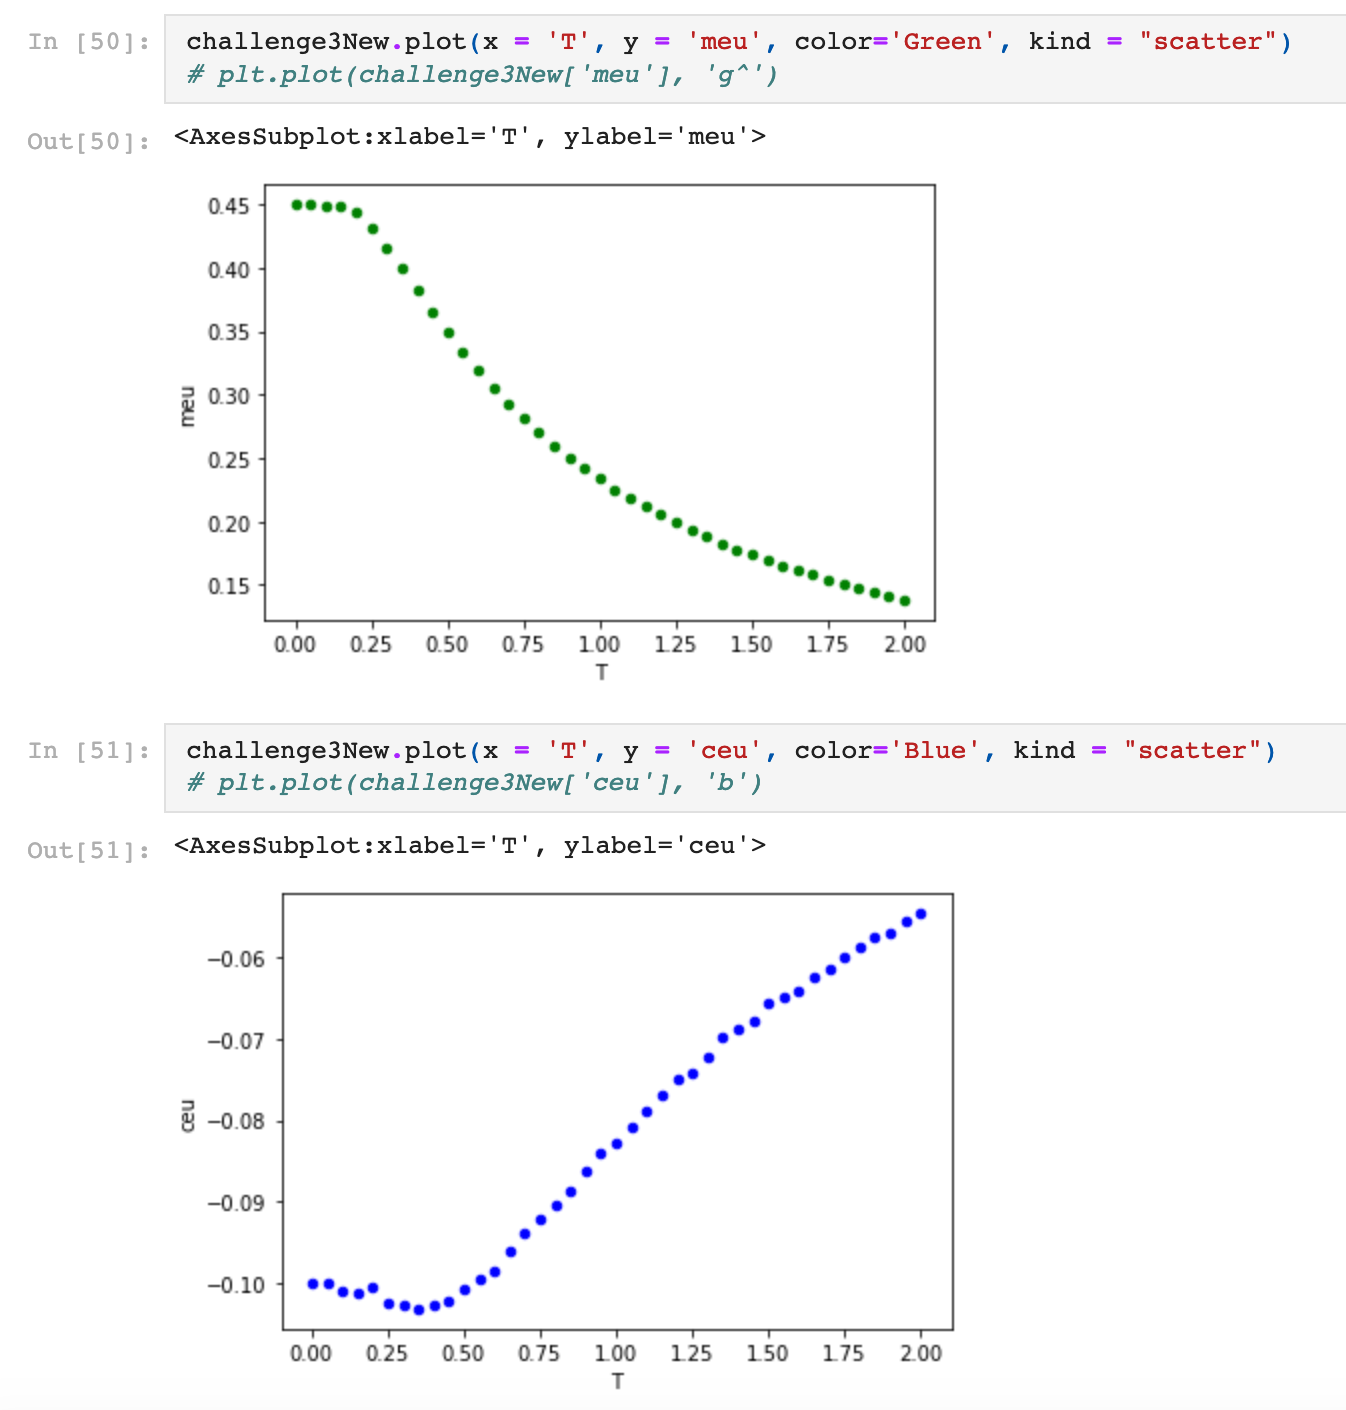 In [50]: challenge3New.plot(x = 'T', y = 'meu', color='Green', kind = "scatter")
# plt.plot(challenge3New['meu'], 'g^')
Out[50]: <AxesSubplot:xlabel='T', ylabel='meu'>
0.45
0.40
0.35
0.30
0.25
0.20
0.15
meu
0.00 0.25 0.50 0.75 1.00 1.25 1.50 1.75 2.00
T
In [51]: challenge3New.plot(x = 'T', y = 'ceu', color='Blue', kind = "scatter")
# plt.plot(challenge3New['ceu'], 'b')
Out[51]: <AxesSubplot:xlabel='T', ylabel='ceu'>
−0.06
−0.07
−0.08
−0.09
−0.10
ceu
0.00 0.25 0.50 0.75 1.00 1.25 1.50 1.75 2.00
T